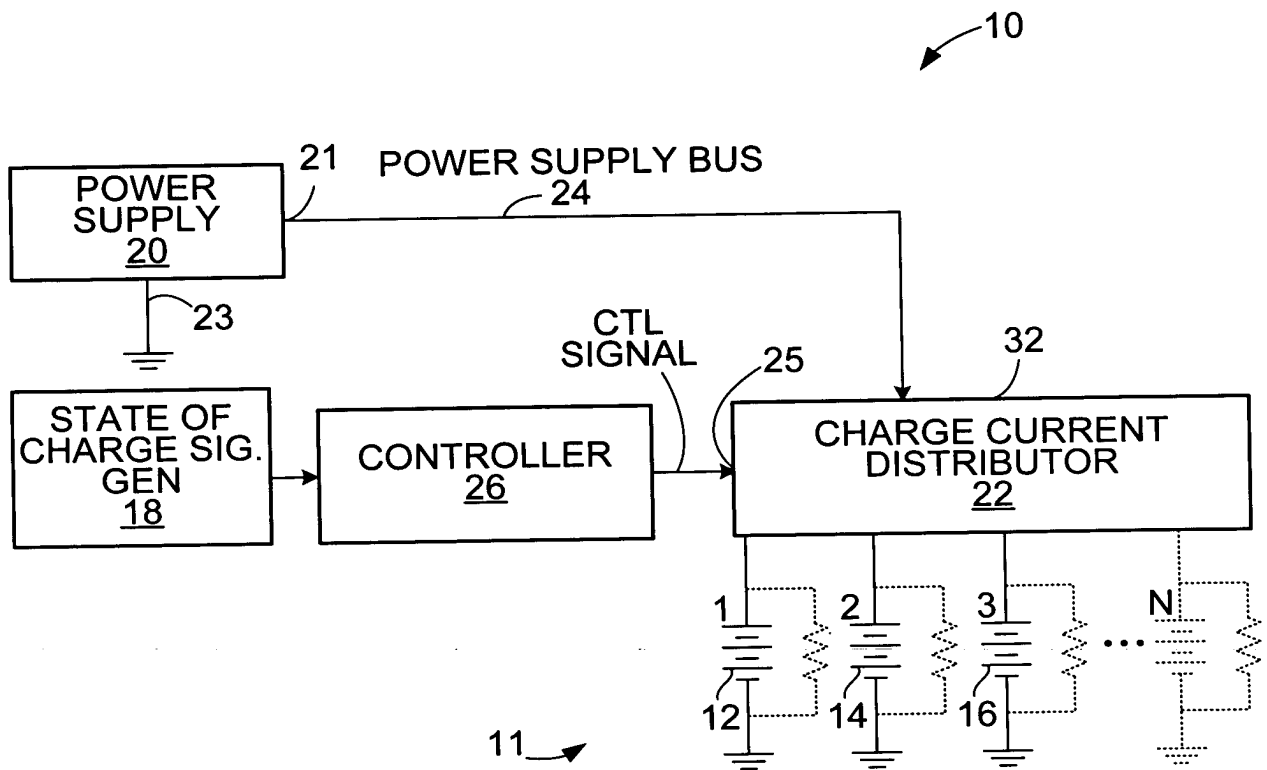 10
21
POWER SUPPLY BUS
24
POWER
SUPPLY
20
23
CTL
SIGNAL
25
32
STATE OF
CHARGE SIG.
GEN
18
CONTROLLER
26
CHARGE CURRENT
DISTRIBUTOR
22
1
2
3
N
12
14
16
11